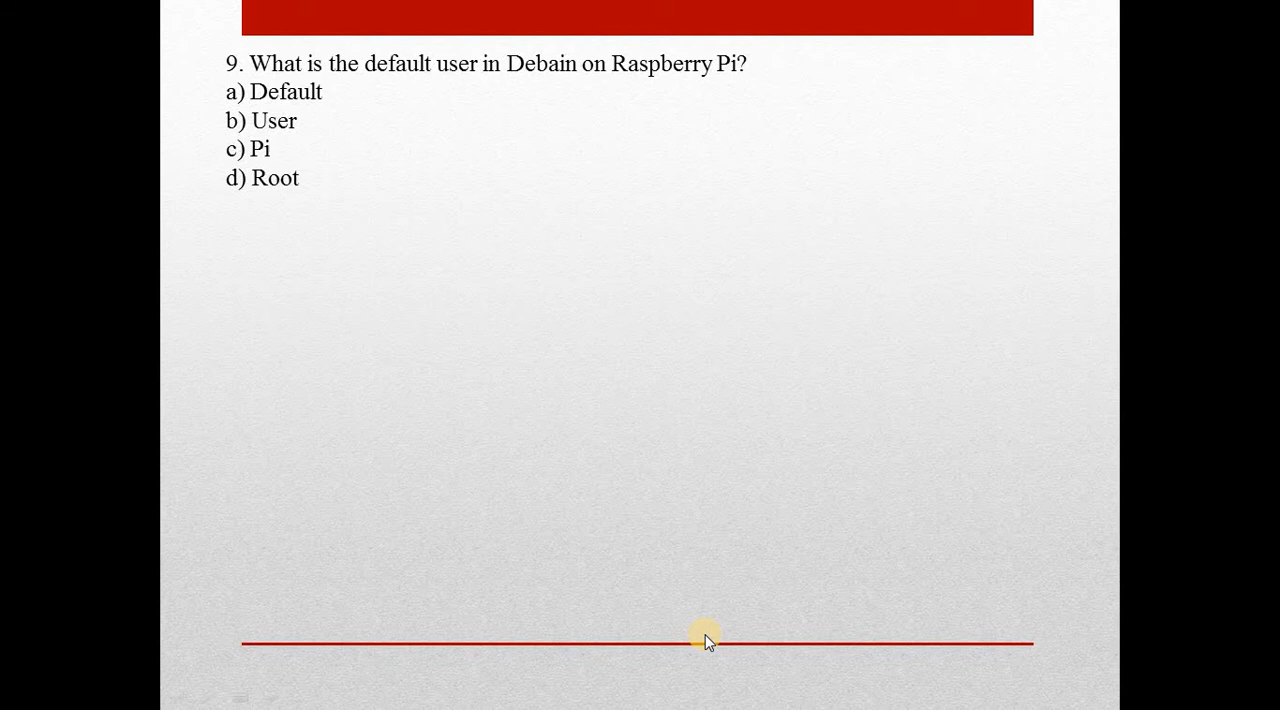 9. What is the default user in Debain on Raspberry Pi?
a) Default
b) User
c) Pi
d) Root